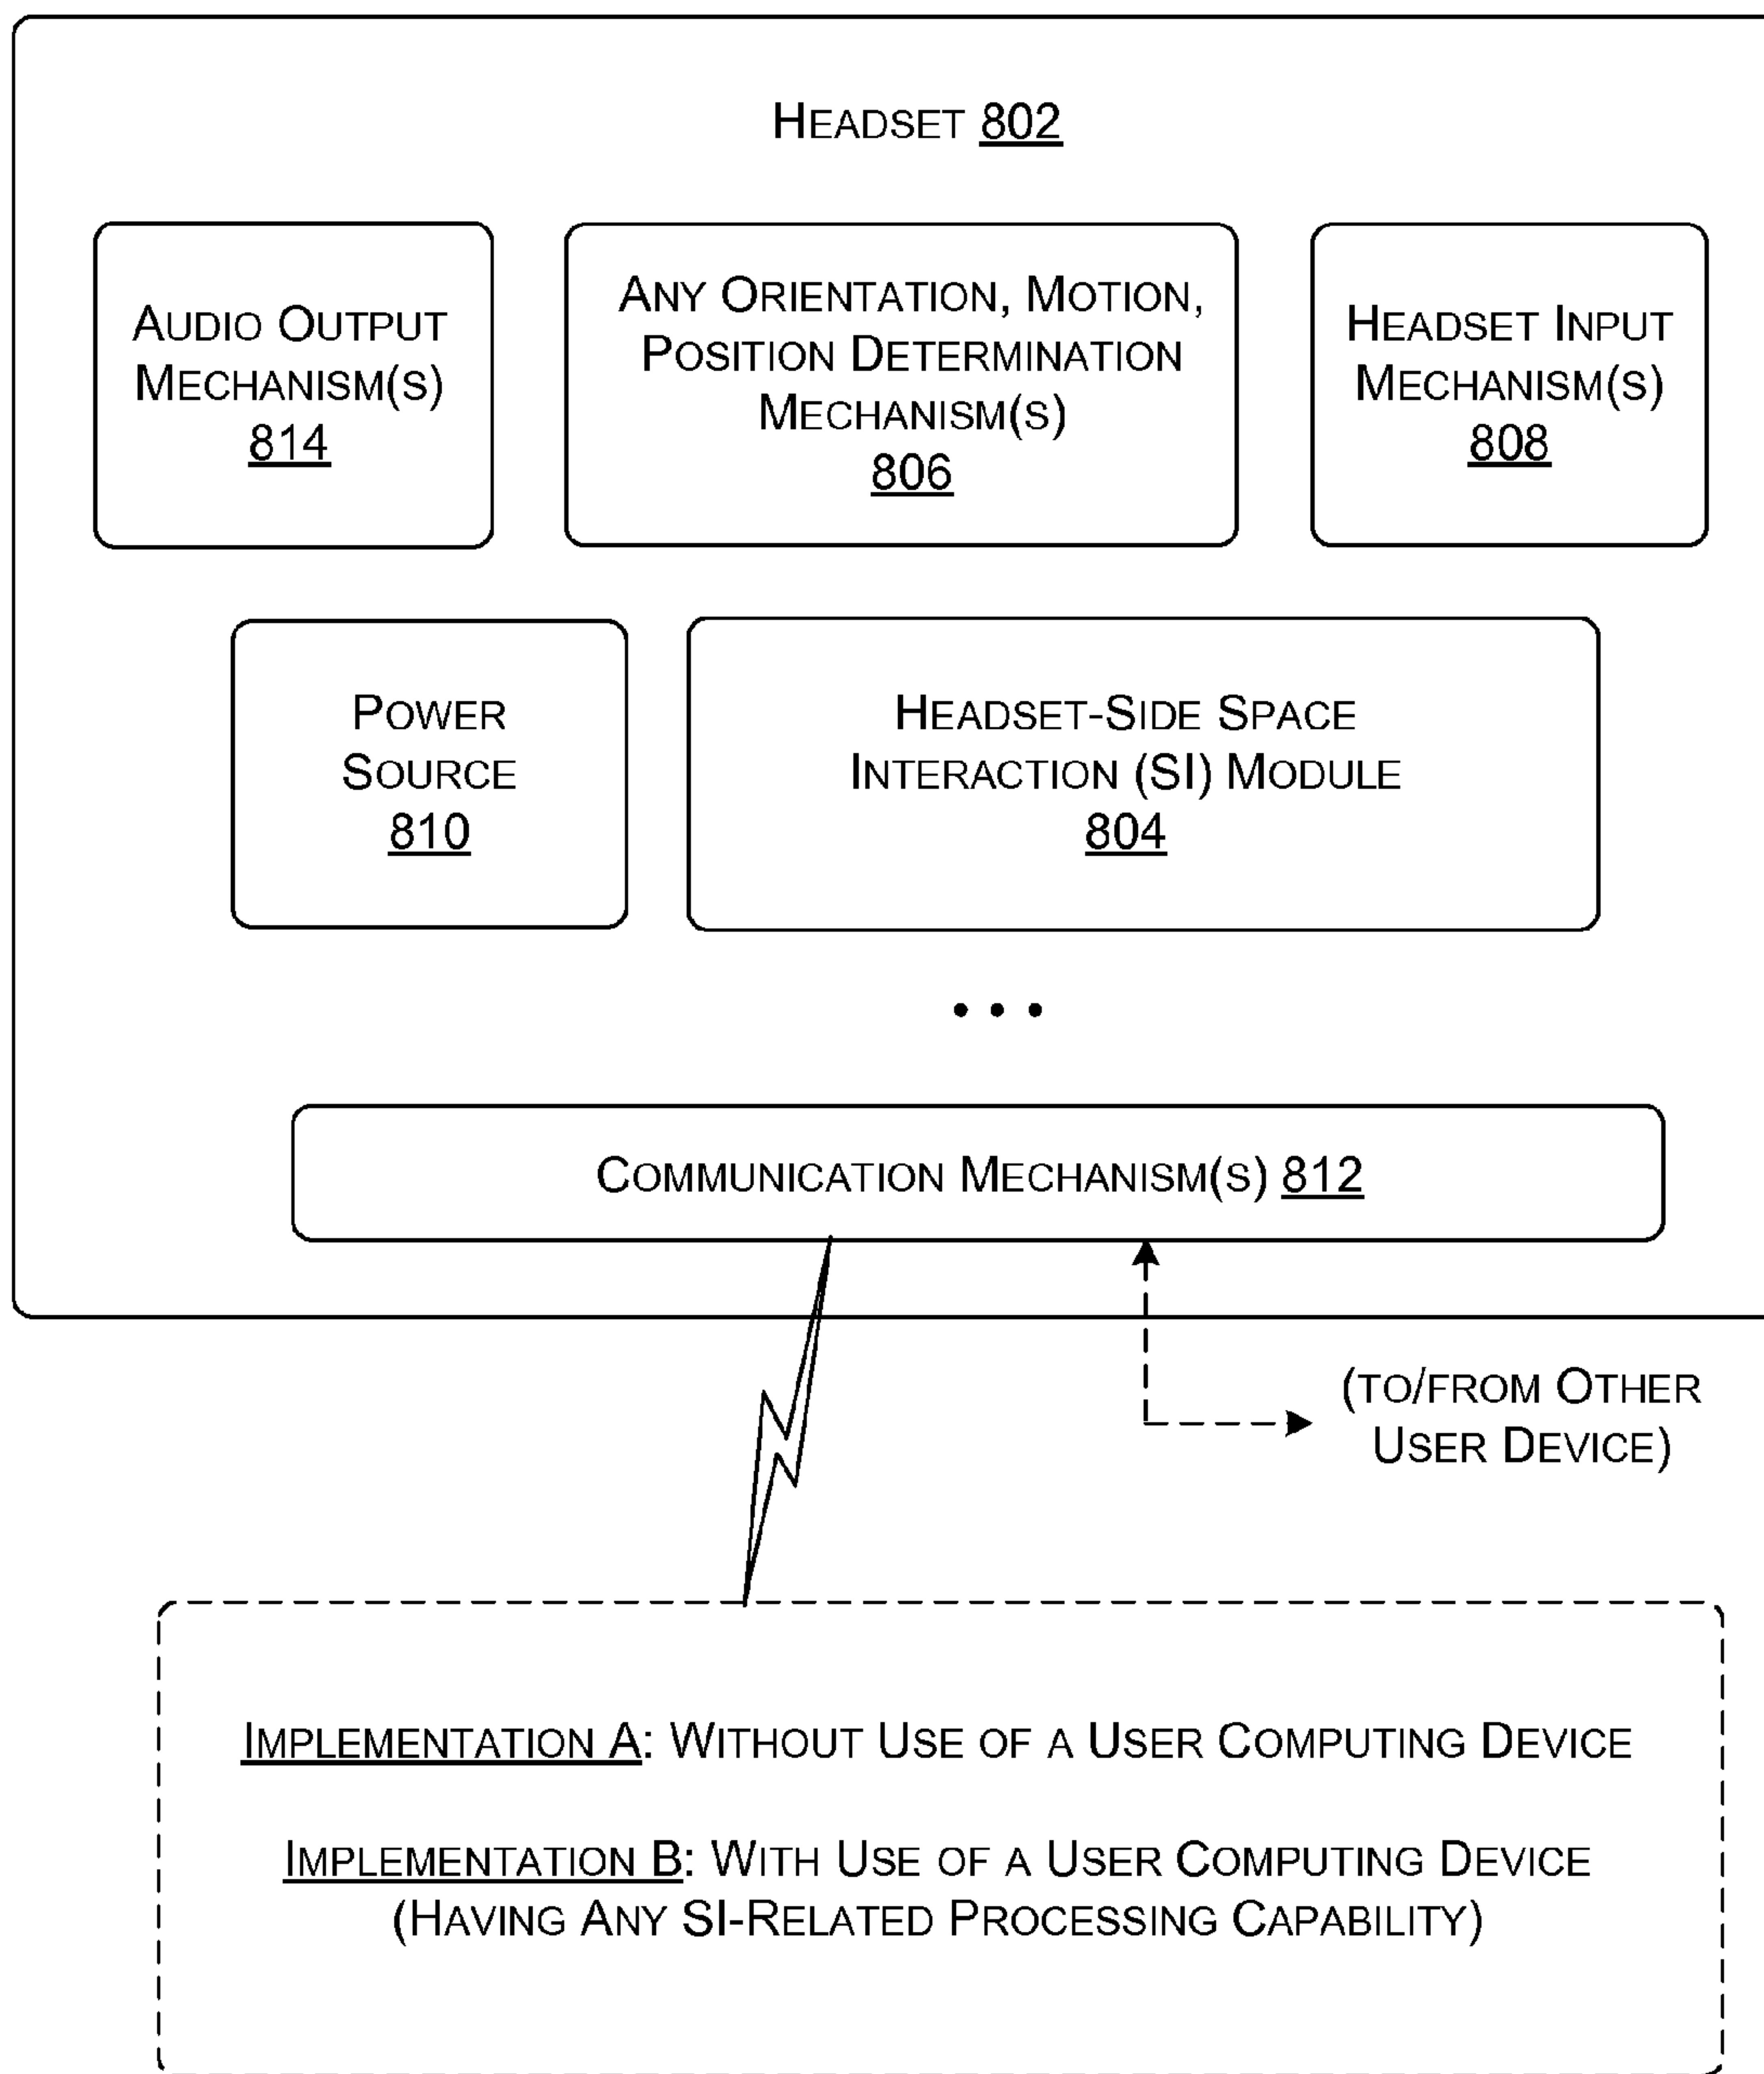 HEADSET 802
AUDIO OUTPUT
MECHANISM(S)
814
ANY ORIENTATION, MOTION,
POSITION DETERMINATION
MECHANISM(S)
806
HEADSET INPUT
MECHANISM(S)
808
POWER
SOURCE
810
HEADSET-SIDE SPACE
INTERACTION (SI) MODULE
804
• • •
COMMUNICATION MECHANISM(S) 812
(TO/FROM OTHER
USER DEVICE)
IMPLEMENTATION A: WITHOUT USE OF A USER COMPUTING DEVICE
IMPLEMENTATION B: WITH USE OF A USER COMPUTING DEVICE
(HAVING ANY SI-RELATED PROCESSING CAPABILITY)